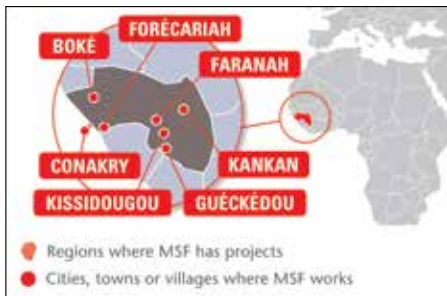 FORÉCARIAH
BOKÉ
FARANAH
CONAKRY
KANKAN
KISSIDOUGOU
GUÉCKÉDOU
Regions where MSF has projects
Cities, towns or villages where MSF works